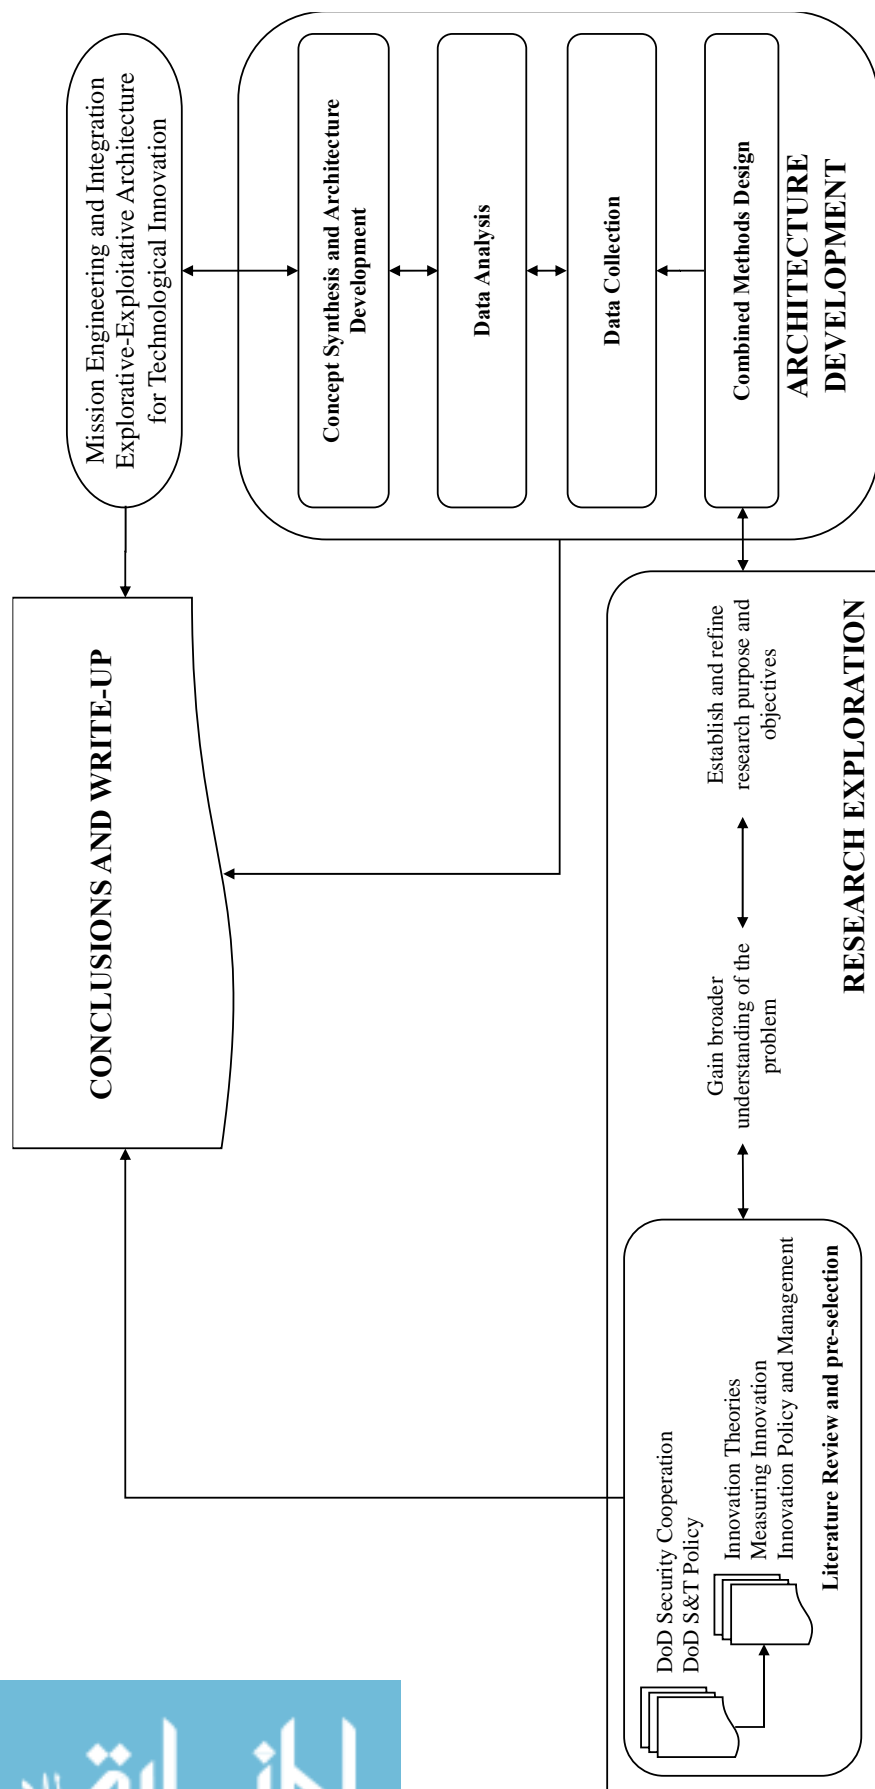 CONCLUSIONS AND WRITE-UP
Mission Engineering and Integration
Explorative-Exploitative Architecture
for Technological Innovation
Concept Synthesis and Architecture
Development
Data Analysis
Data Collection
Combined Methods Design
ARCHITECTURE
DEVELOPMENT
DoD Security Cooperation
DoD S&T Policy
Innovation Theories
Measuring Innovation
Innovation Policy and Management
Literature Review and pre-selection
Gain broader
understanding of the
problem
Establish and refine
research purpose and
objectives
RESEARCH EXPLORATION